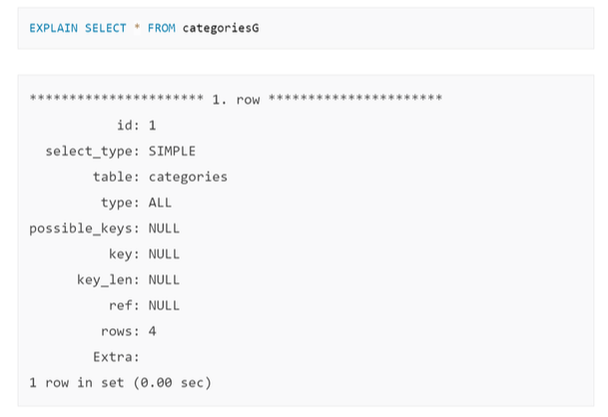 EXPLAIN SELECT * FROM categoriesG
********************** 1. row **********************
id: 1
select_type: SIMPLE
table: categories
type: ALL
possible_keys: NULL
key: NULL
key_len: NULL
ref: NULL
rows: 4
Extra:
1 row in set (0.00 sec)